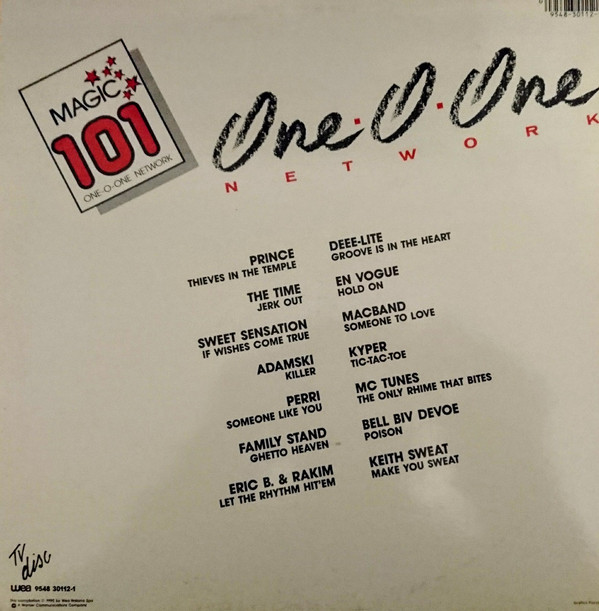 9548-30112-
MAGIC
101
ONE-O-ONE NETWORK
One·O·One
NETWORK
PRINCE
THIEVES IN THE TEMPLE
THE TIME
JERK OUT
SWEET SENSATION
IF WISHES COME TRUE
ADAMSKI
KILLER
PERRI
SOMEONE LIKE YOU
FAMILY STAND
GHETTO HEAVEN
ERIC B. & RAKIM
LET THE RHYTHM HIT'EM
DEEE-LITE
GROOVE IS IN THE HEART
EN VOGUE
HOLD ON
MACBAND
SOMEONE TO LOVE
KYPER
TIC-TAC-TOE
MC TUNES
THE ONLY RHIME THAT BITES
BELL BIV DEVOE
POISON
KEITH SWEAT
MAKE YOU SWEAT
TV disc
wea 9548 30112-1
A Warner Communications Company